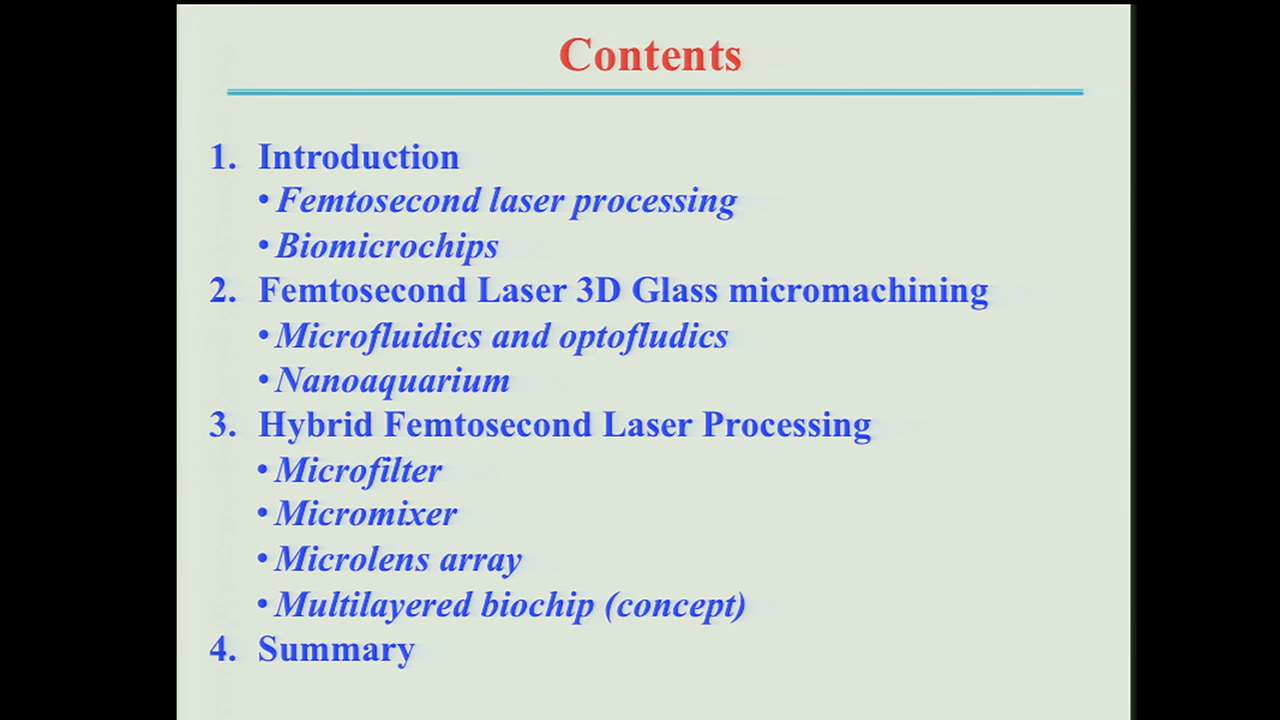 Contents
1. Introduction
• Femtosecond laser processing
• Biomicrochips
2. Femtosecond Laser 3D Glass micromachining
• Microfluidics and optofludics
• Nanoaquarium
3. Hybrid Femtosecond Laser Processing
• Microfilter
• Micromixer
• Microlens array
• Multilayered biochip (concept)
4. Summary